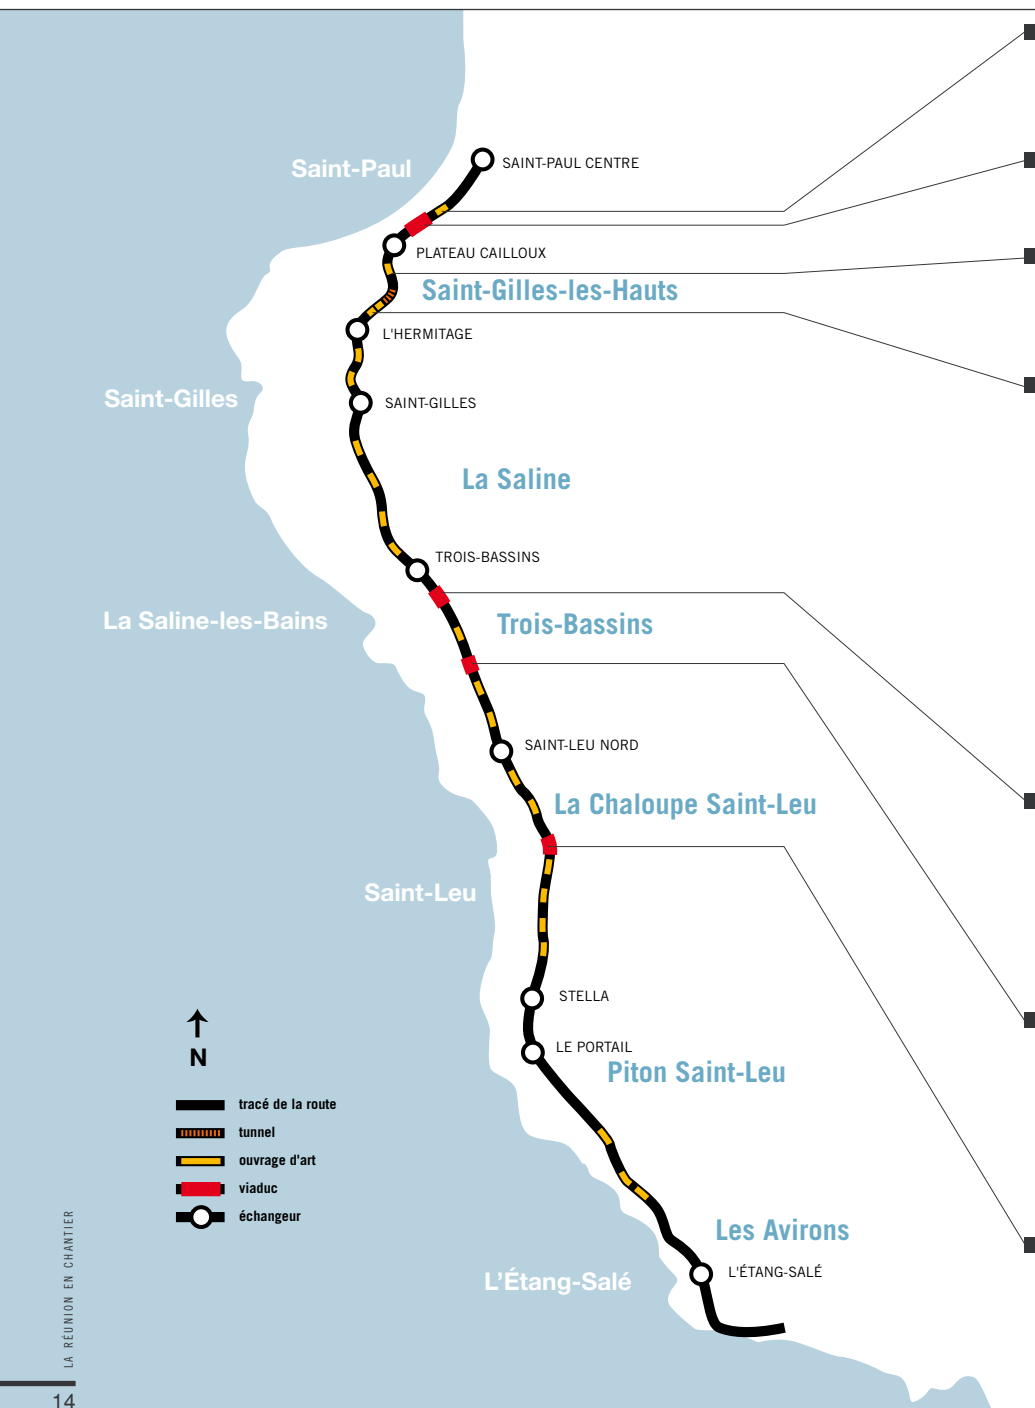 Saint-Paul
SAINT-PAUL CENTRE
PLATEAU CAILLOUX
Saint-Gilles-les-Hauts
L'HERMITAGE
Saint-Gilles
SAINT-GILLES
La Saline
TROIS-BASSINS
La Saline-les-Bains
Trois-Bassins
SAINT-LEU NORD
La Chaloupe Saint-Leu
Saint-Leu
STELLA
LE PORTAIL
Piton Saint-Leu
N
tracé de la route
tunnel
ouvrage d'art
viaduc
échangeur
Les Avirons
L'Étang-Salé
L'ÉTANG-SALÉ
LA RÉUNION EN CHANTIER
14